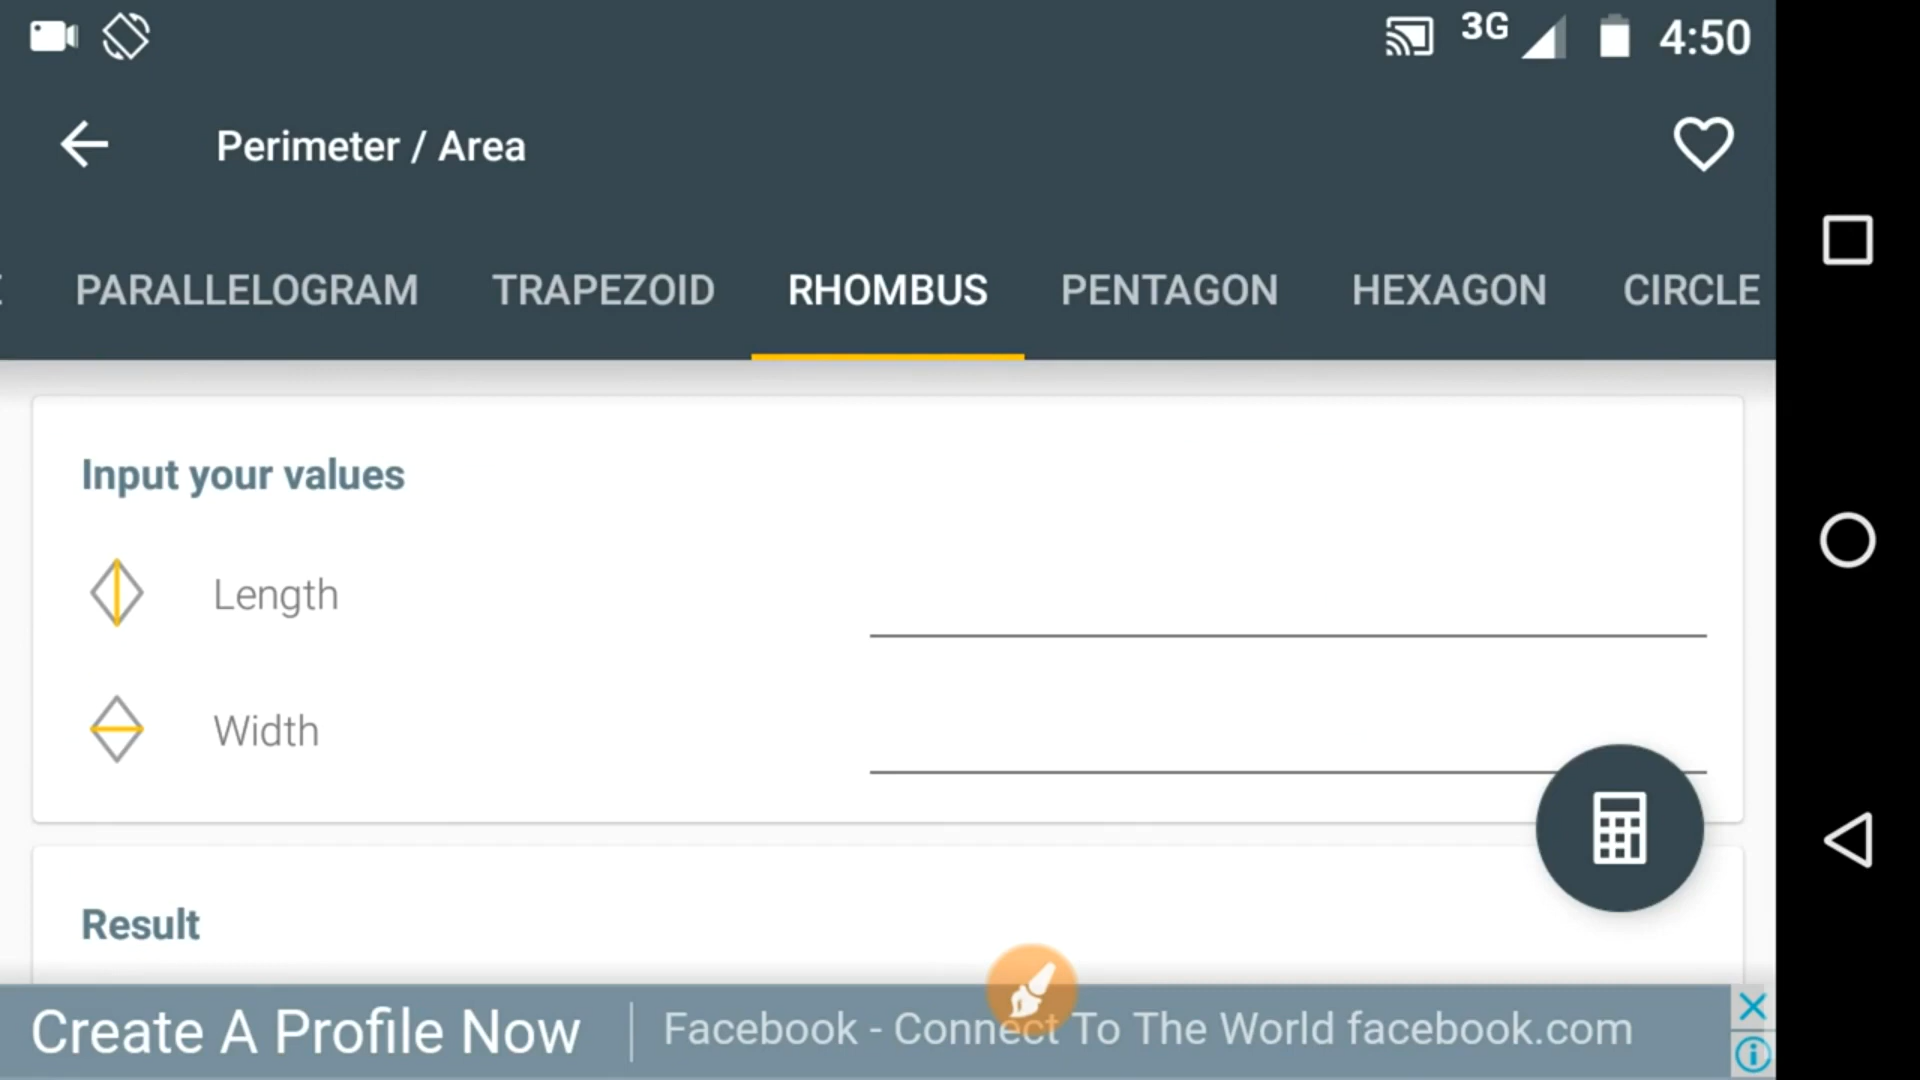 3G 4:50
Perimeter / Area
PARALLELOGRAM TRAPEZOID RHOMBUS PENTAGON HEXAGON CIRCLE
Input your values
Length
Width
Result
Create A Profile Now
Facebook - Connect To The World facebook.com